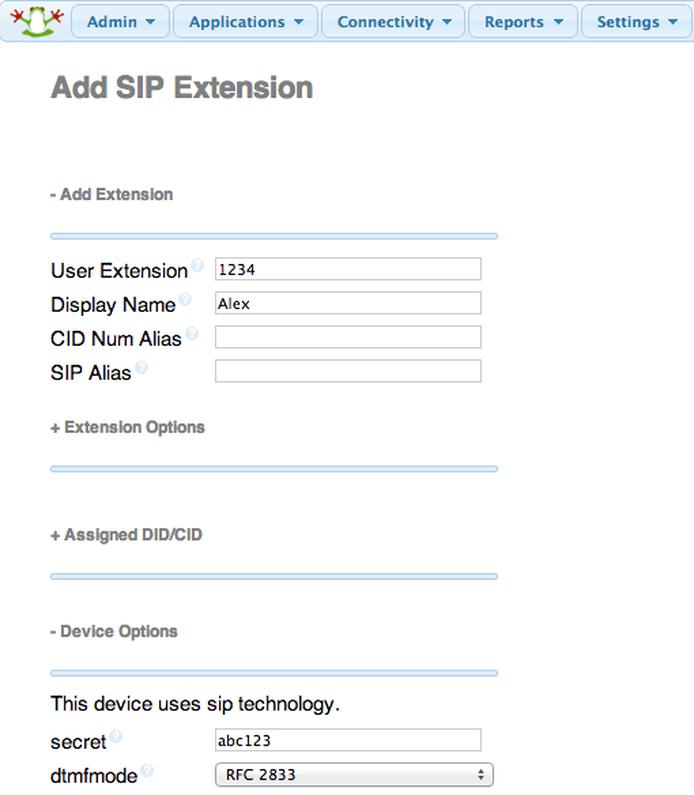 Admin Applications Connectivity Reports Settings
Add SIP Extension
- Add Extension
User Extension ? 1234
Display Name ? Alex
CID Num Alias ?
SIP Alias ?
+ Extension Options
+ Assigned DID/CID
- Device Options
This device uses sip technology.
secret ? abc123
dtmfmode ? RFC 2833